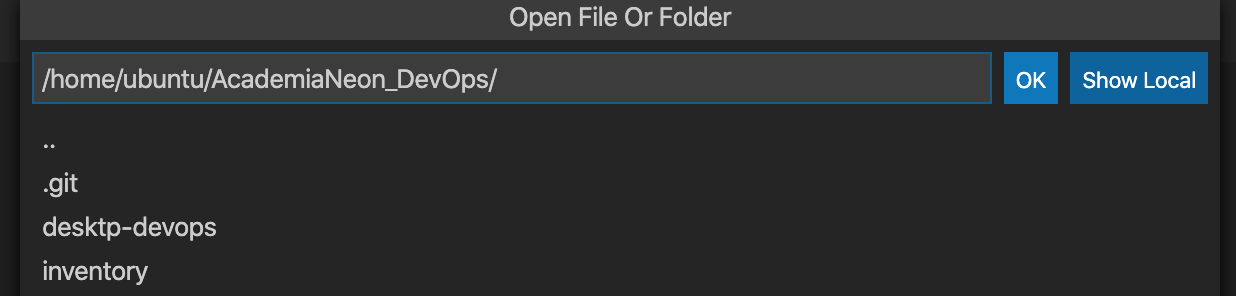 Open File Or Folder
/home/ubuntu/AcademiaNeon_DevOps/
OK
Show Local
..
.git
desktp-devops
inventory